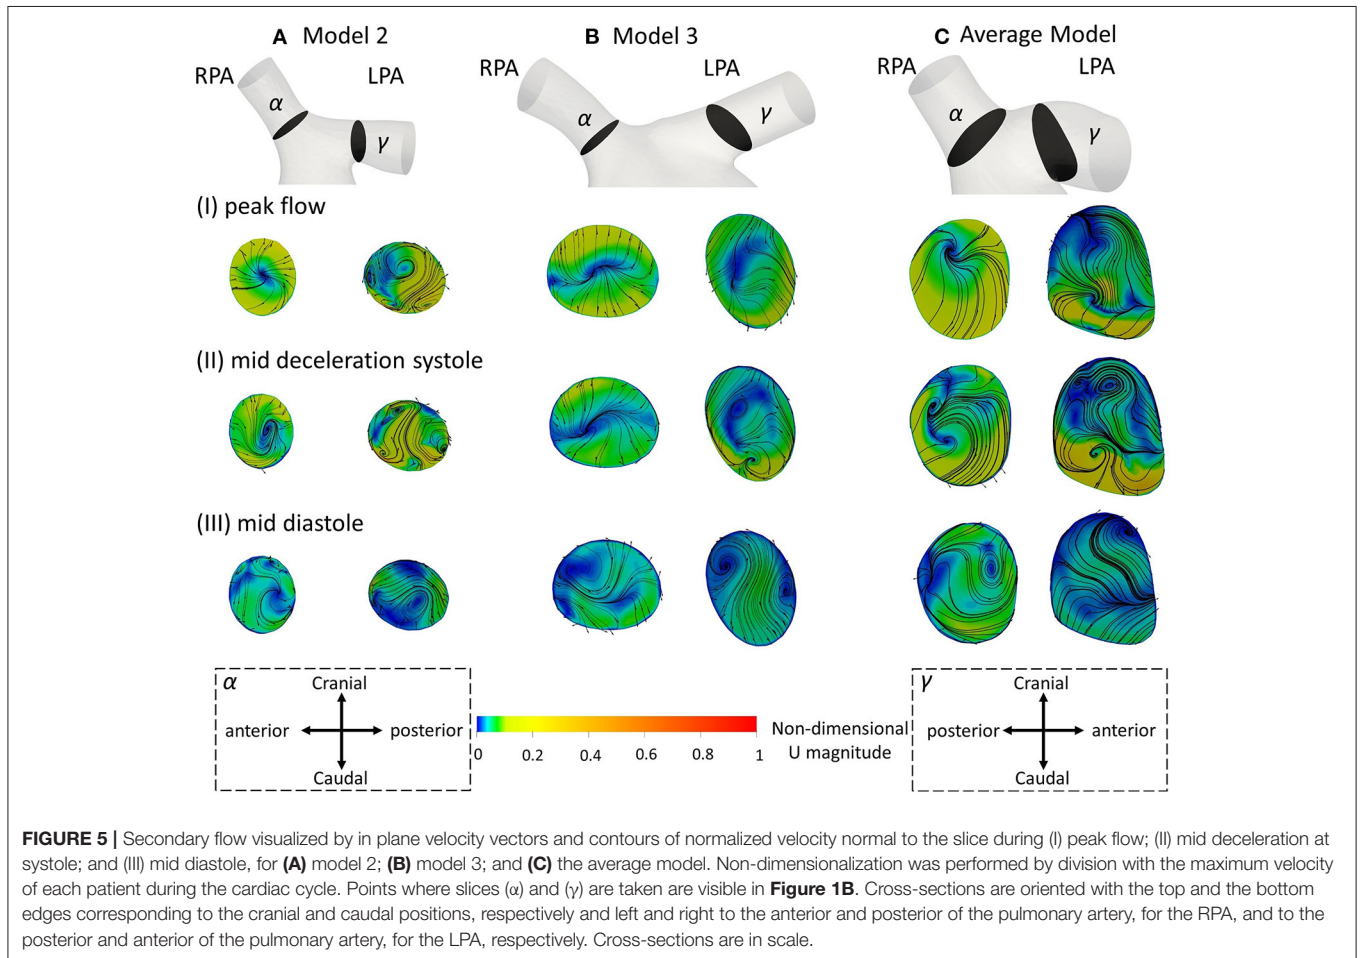 A Model 2
B Model 3
C Average Model
RPA
LPA
RPA
LPA
RPA
LPA
α
γ
α
γ
α
γ
(I) peak flow
(II) mid deceleration systole
(III) mid diastole
α
Cranial
anterior
posterior
Caudal
0
0.2
0.4
0.6
0.8
1
Non-dimensional
U magnitude
γ
Cranial
posterior
anterior
Caudal
FIGURE 5 | Secondary flow visualized by in plane velocity vectors and contours of normalized velocity normal to the slice during (I) peak flow; (II) mid deceleration at
systole; and (III) mid diastole, for (A) model 2; (B) model 3; and (C) the average model. Non-dimensionalization was performed by division with the maximum velocity
of each patient during the cardiac cycle. Points where slices (α) and (γ) are taken are visible in Figure 1B. Cross-sections are oriented with the top and the bottom
edges corresponding to the cranial and caudal positions, respectively and left and right to the anterior and posterior of the pulmonary artery, for the RPA, and to the
posterior and anterior of the pulmonary artery, for the LPA, respectively. Cross-sections are in scale.